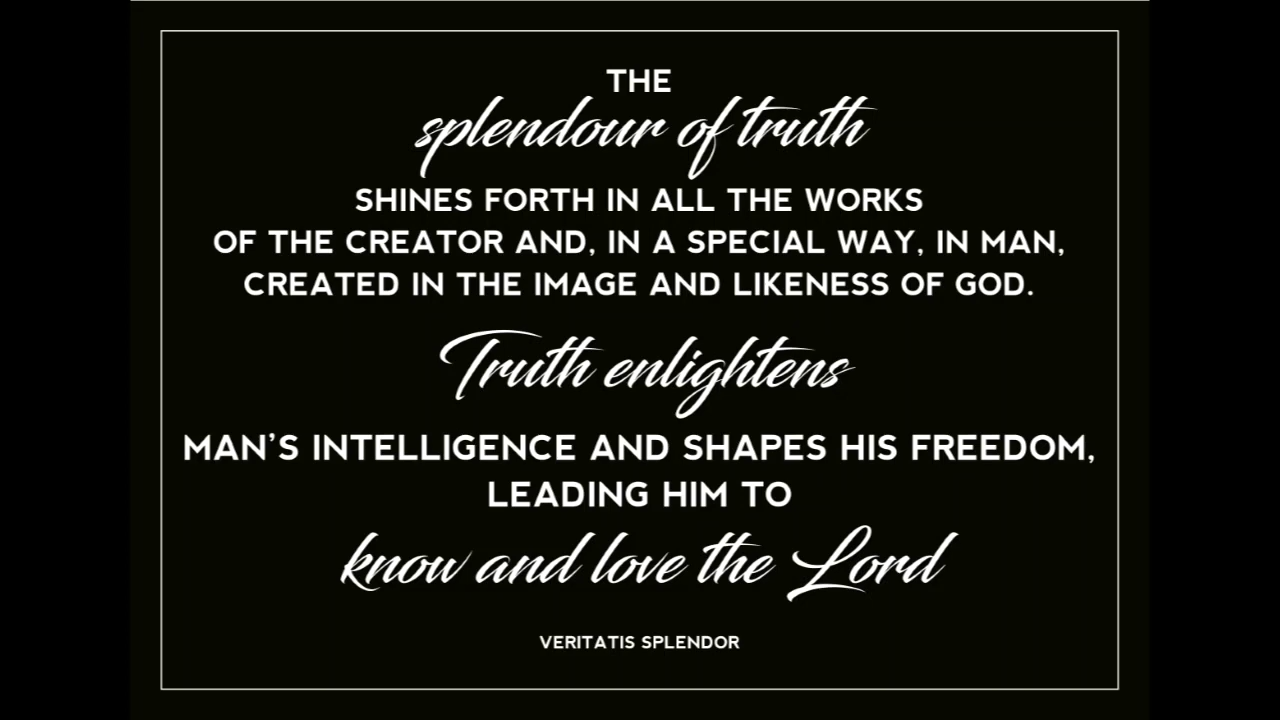 THE
splendour of truth
SHINES FORTH IN ALL THE WORKS
OF THE CREATOR AND, IN A SPECIAL WAY, IN MAN,
CREATED IN THE IMAGE AND LIKENESS OF GOD.
Truth enlightens
MAN’S INTELLIGENCE AND SHAPES HIS FREEDOM,
LEADING HIM TO
know and love the Lord
VERITATIS SPLENDOR